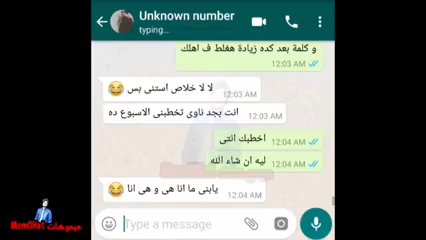 Unknown number
typing...
و كلمة بعد كده زيادة هغلط ف اهلك
12:03 AM
لا لا خلاص استنى بس 😂
12:03 AM
انت بجد ناوى تخطبنى الاسبوع ده
12:03 AM
اخطبك انتى
12:04 AM
ليه ان شاء الله
12:04 AM
يابنى ما انا هى و هى انا 😂
12:04 AM
Type a message